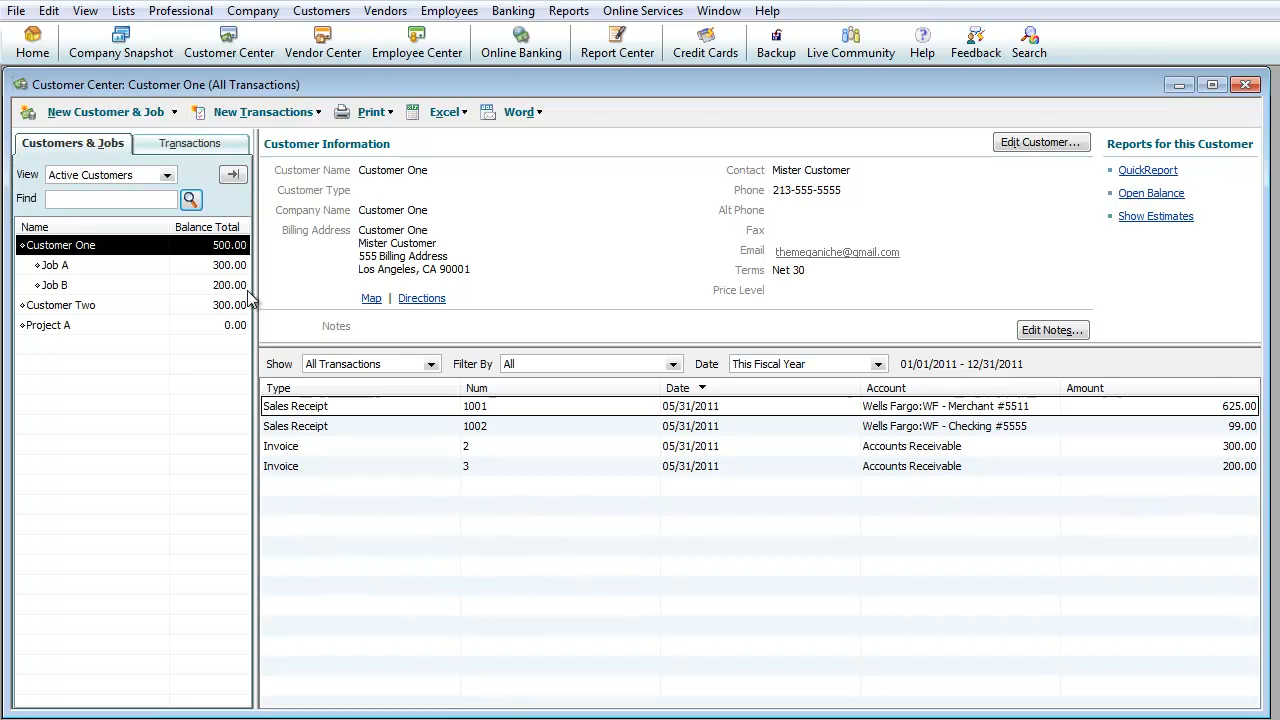 File Edit View Lists Professional Company Customers Vendors Employees Banking Reports Online Services Window Help
Home Company Snapshot Customer Center Vendor Center Employee Center Online Banking Report Center Credit Cards Backup Live Community Help Feedback Search
Customer Center: Customer One (All Transactions)
New Customer & Job New Transactions Print Excel Word
Customers & Jobs Transactions
View Active Customers
Find
Name Balance Total
Customer One 500.00
Job A 300.00
Job B 200.00
Customer Two 300.00
Project A 0.00
Customer Information Edit Customer...
Customer Name Customer One Contact Mister Customer
Customer Type Phone 213-555-5555
Company Name Customer One Alt Phone
Billing Address Customer One Fax
Mister Customer
555 Billing Address Email themeganiche@gmail.com
Los Angeles, CA 90001 Terms Net 30
Price Level
Map | Directions
Notes Edit Notes...
Reports for this Customer
QuickReport
Open Balance
Show Estimates
Show All Transactions Filter By All Date This Fiscal Year 01/01/2011 - 12/31/2011
Type Num Date Account Amount
Sales Receipt 1001 05/31/2011 Wells Fargo:WF - Merchant #5511 625.00
Sales Receipt 1002 05/31/2011 Wells Fargo:WF - Checking #5555 99.00
Invoice 2 05/31/2011 Accounts Receivable 300.00
Invoice 3 05/31/2011 Accounts Receivable 200.00